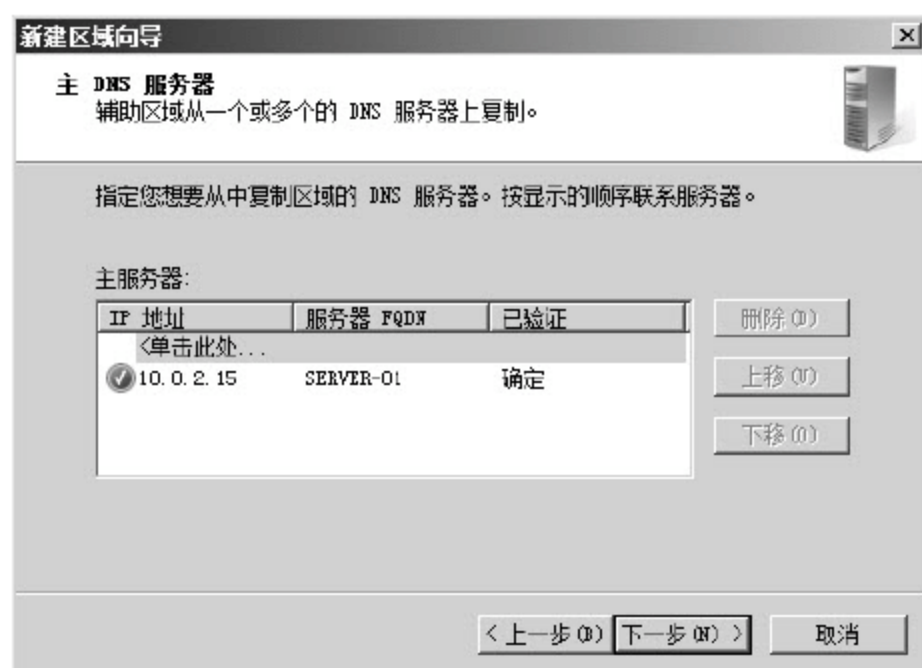 新建区域向导
主 DNS 服务器
辅助区域从一个或多个的 DNS 服务器上复制。
指定您想要从中复制区域的 DNS 服务器。按显示的顺序联系服务器。
主服务器:
IP 地址 服务器 FQDN 已验证
<单击此处...
10.0.2.15 SERVER-01 确定
删除(D)
上移(U)
下移(O)
< 上一步(B) 下一步(N) > 取消